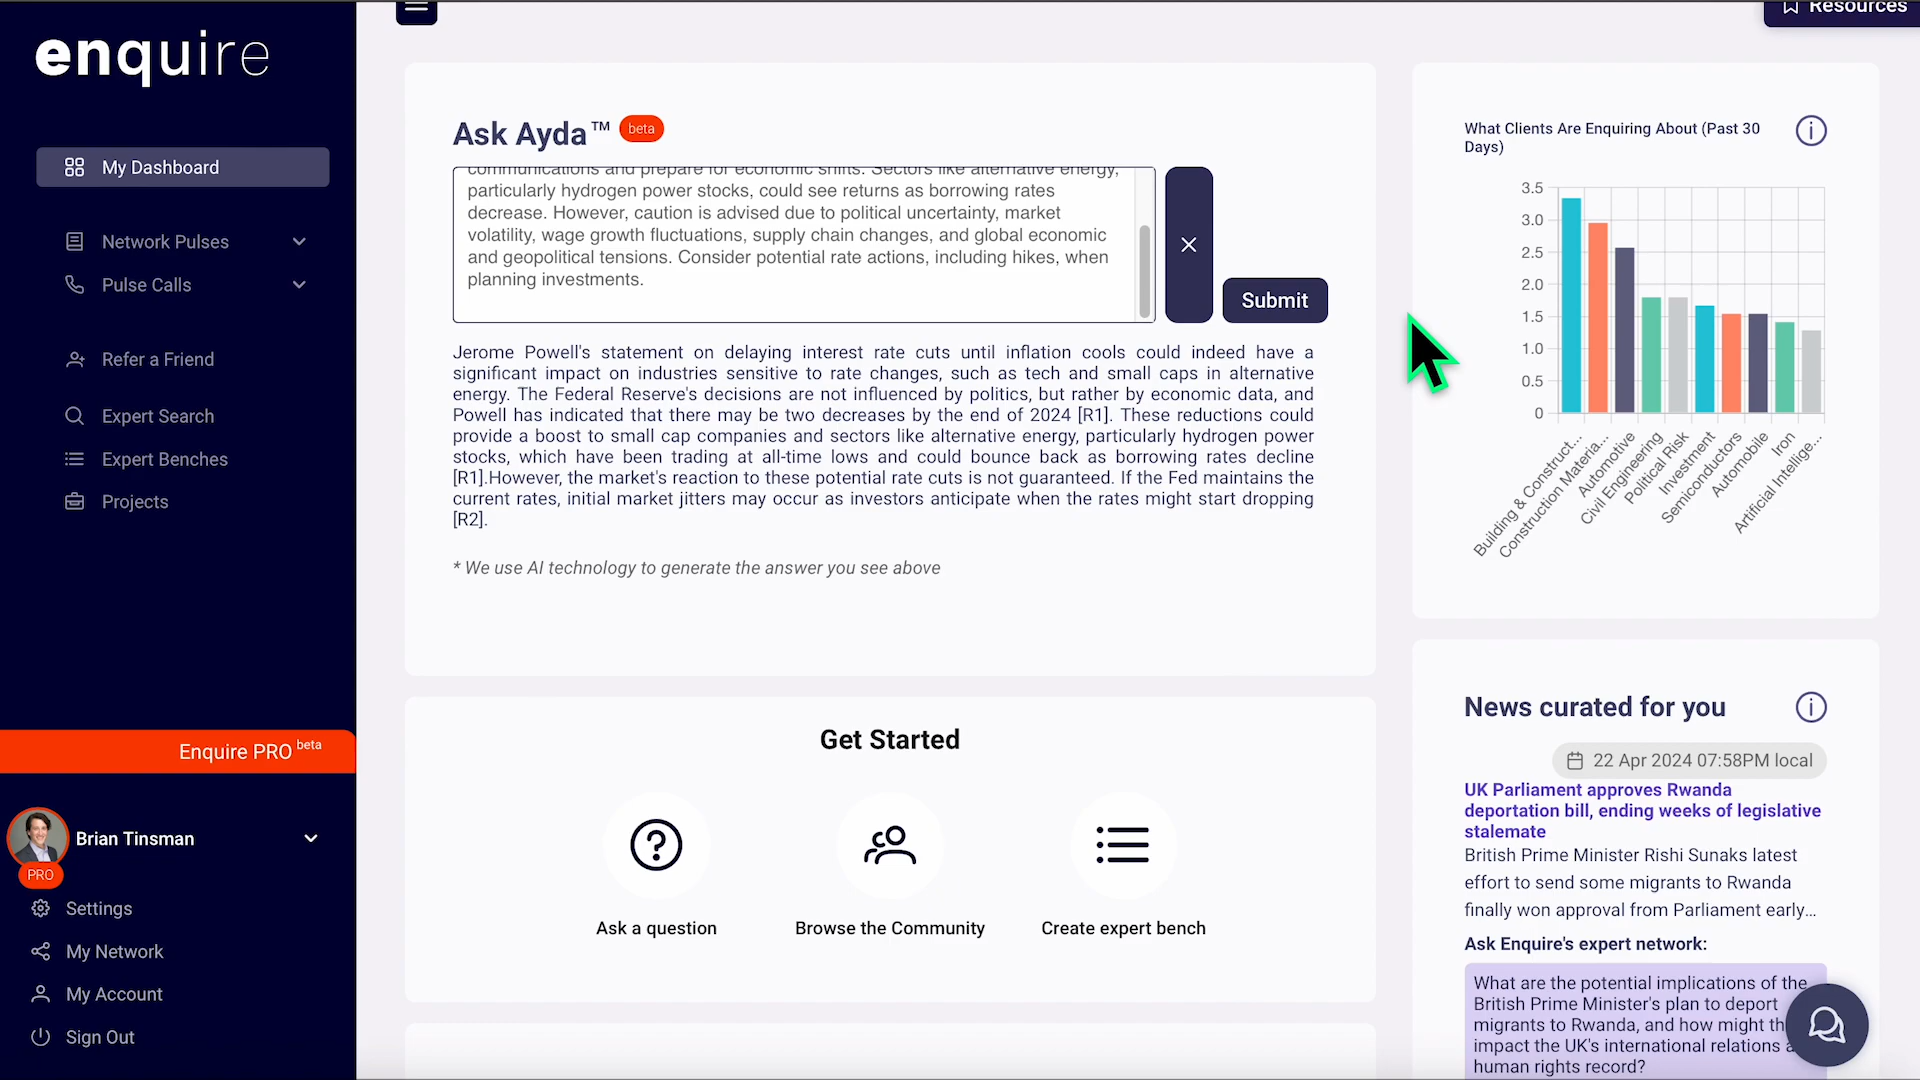 Resources
enquire
My Dashboard
Network Pulses
Pulse Calls
Refer a Friend
Expert Search
Expert Benches
Projects
Enquire PRO beta
Brian Tinsman
PRO
Settings
My Network
My Account
Sign Out
Ask Ayda™ beta
communications and prepare for economic shifts. Sectors like alternative energy,
particularly hydrogen power stocks, could see returns as borrowing rates
decrease. However, caution is advised due to political uncertainty, market
volatility, wage growth fluctuations, supply chain changes, and global economic
and geopolitical tensions. Consider potential rate actions, including hikes, when
planning investments.
Submit
Jerome Powell's statement on delaying interest rate cuts until inflation cools could indeed have a
significant impact on industries sensitive to rate changes, such as tech and small caps in alternative
energy. The Federal Reserve's decisions are not influenced by politics, but rather by economic data, and
Powell has indicated that there may be two decreases by the end of 2024 [R1]. These reductions could
provide a boost to small cap companies and sectors like alternative energy, particularly hydrogen power
stocks, which have been trading at all-time lows and could bounce back as borrowing rates decline
[R1].However, the market's reaction to these potential rate cuts is not guaranteed. If the Fed maintains the
current rates, initial market jitters may occur as investors anticipate when the rates might start dropping
[R2].
* We use AI technology to generate the answer you see above
Get Started
Ask a question
Browse the Community
Create expert bench
What Clients Are Enquiring About (Past 30
Days)
3.5
3.0
2.5
2.0
1.5
1.0
0.5
0
Building & Construct...
Construction Materia...
Automotive
Civil Engineering
Political Risk
Investment
Semiconductors
Automobile
Iron
Artificial Intellige...
News curated for you
22 Apr 2024 07:58PM local
UK Parliament approves Rwanda
deportation bill, ending weeks of legislative
stalemate
British Prime Minister Rishi Sunaks latest
effort to send some migrants to Rwanda
finally won approval from Parliament early...
Ask Enquire's expert network:
What are the potential implications of the
British Prime Minister's plan to deport
migrants to Rwanda, and how might
impact the UK's international relations
human rights record?